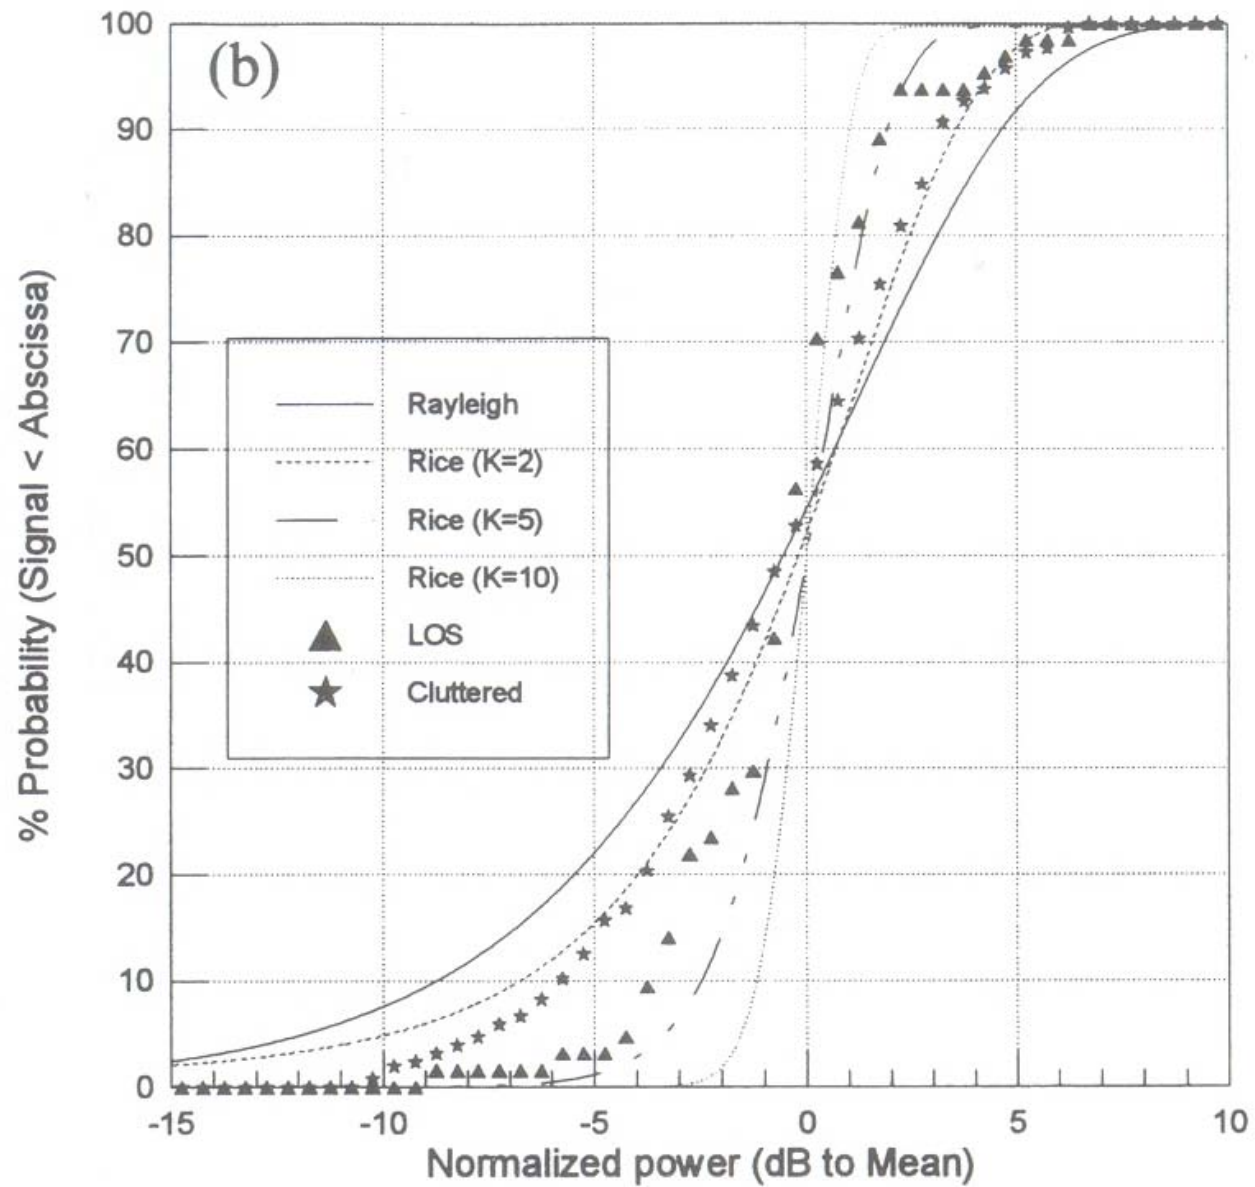 (b)
% Probability (Signal < Abscissa)
100
90
80
70
60
50
40
30
20
10
0
Rayleigh
Rice (K=2)
Rice (K=5)
Rice (K=10)
LOS
Cluttered
-15 -10 -5 0 5 10
Normalized power (dB to Mean)